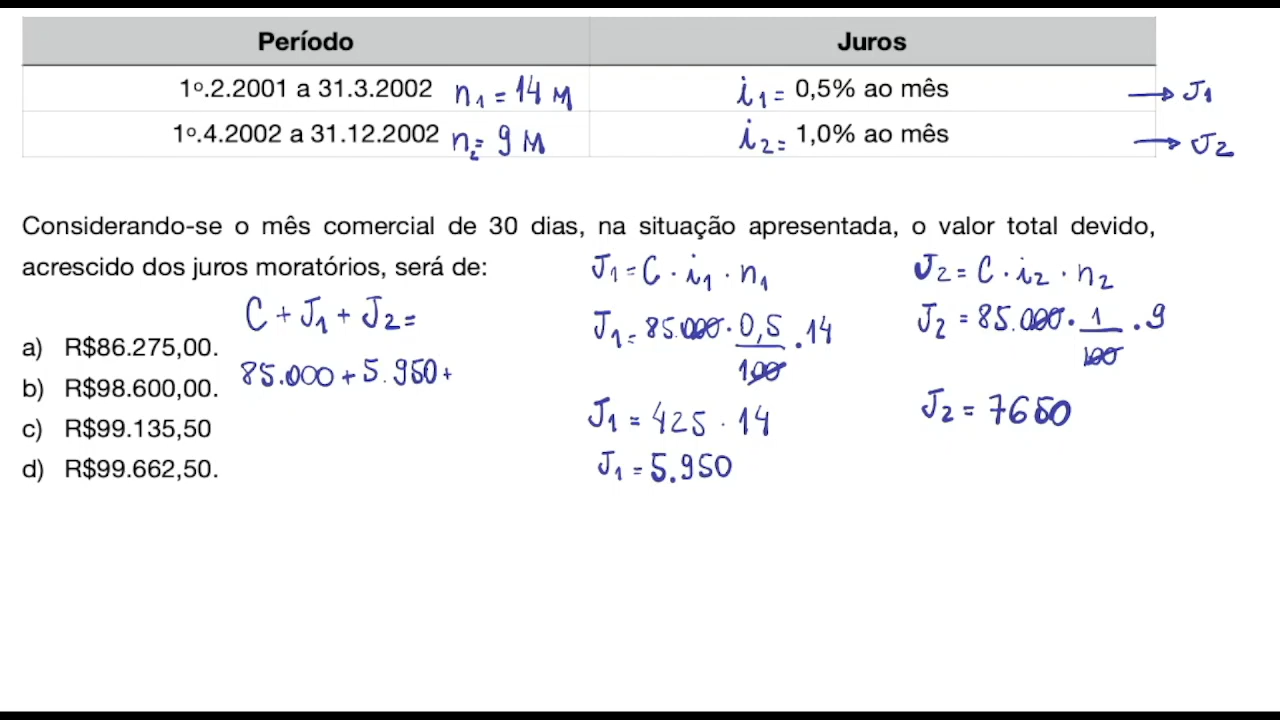 Período Juros
1º.2.2001 a 31.3.2002 n₁ = 14 M i₁ = 0,5% ao mês → J₁
1º.4.2002 a 31.12.2002 n₂ = 9 M i₂ = 1,0% ao mês → J₂
Considerando-se o mês comercial de 30 dias, na situação apresentada, o valor total devido,
acrescido dos juros moratórios, será de:
J₁ = C · i₁ · n₁
J₂ = C · i₂ · n₂
C + J₁ + J₂ =
J₁ = 85.000 · 0,5/100 · 14
J₂ = 85.000 · 1/100 · 9
a) R$86.275,00.
85.000 + 5.950 +
b) R$98.600,00.
J₁ = 425 · 14
J₂ = 7650
c) R$99.135,50
J₁ = 5.950
d) R$99.662,50.